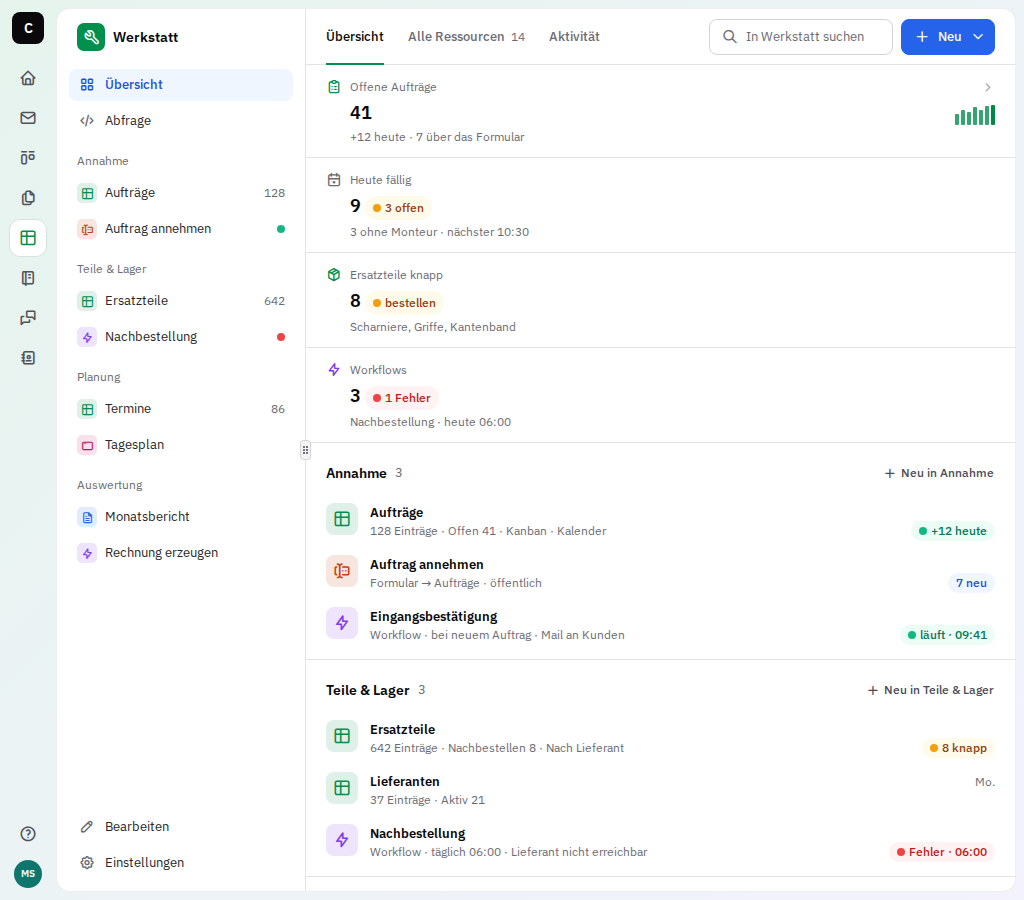 C
Werkstatt
Übersicht
Abfrage
Annahme
Aufträge 128
Auftrag annehmen
Teile & Lager
Ersatzteile 642
Nachbestellung
Planung
Termine 86
Tagesplan
Auswertung
Monatsbericht
Rechnung erzeugen
Bearbeiten
Einstellungen
MS
Übersicht Alle Ressourcen 14 Aktivität In Werkstatt suchen Neu
Offene Aufträge
41
+12 heute · 7 über das Formular
Heute fällig
9 3 offen
3 ohne Monteur · nächster 10:30
Ersatzteile knapp
8 bestellen
Scharniere, Griffe, Kantenband
Workflows
3 1 Fehler
Nachbestellung · heute 06:00
Annahme 3 Neu in Annahme
Aufträge
128 Einträge · Offen 41 · Kanban · Kalender +12 heute
Auftrag annehmen
Formular → Aufträge · öffentlich 7 neu
Eingangsbestätigung
Workflow · bei neuem Auftrag · Mail an Kunden läuft · 09:41
Teile & Lager 3 Neu in Teile & Lager
Ersatzteile
642 Einträge · Nachbestellen 8 · Nach Lieferant 8 knapp
Lieferanten Mo.
37 Einträge · Aktiv 21
Nachbestellung
Workflow · täglich 06:00 · Lieferant nicht erreichbar Fehler · 06:00